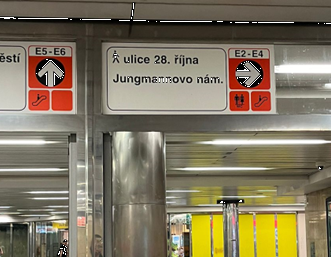 ěstí
E5-E6
A ulice 28. října
Jungmannovo nám.
E2-E4